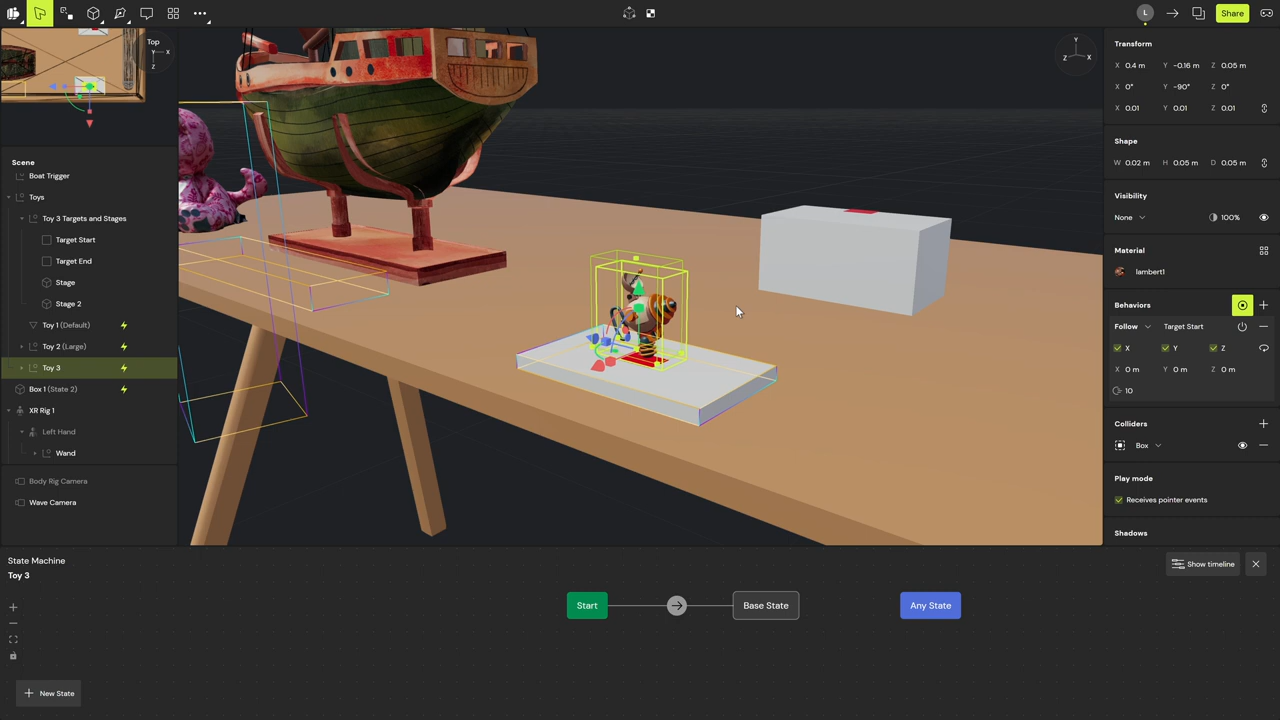 L
Share
Top
Y
X
Z
Y
Z
X
Scene
Boat Trigger
Toys
Toy 3 Targets and Stages
Target Start
Target End
Stage
Stage 2
Toy 1 (Default)
Toy 2 (Large)
Toy 3
Box 1 (State 2)
XR Rig 1
Left Hand
Wand
Body Rig Camera
Wave Camera
Transform
X 0.4 m Y -0.16 m Z 0.05 m
X 0° Y -90° Z 0°
X 0.01 Y 0.01 Z 0.01
Shape
W 0.02 m H 0.05 m D 0.05 m
Visibility
None 100%
Material
lambert1
Behaviors
Follow Target Start
X Y Z
X 0 m Y 0 m Z 0 m
10
Colliders
Box
Play mode
Receives pointer events
Shadows
State Machine
Toy 3
Show timeline
Start
Base State
Any State
New State